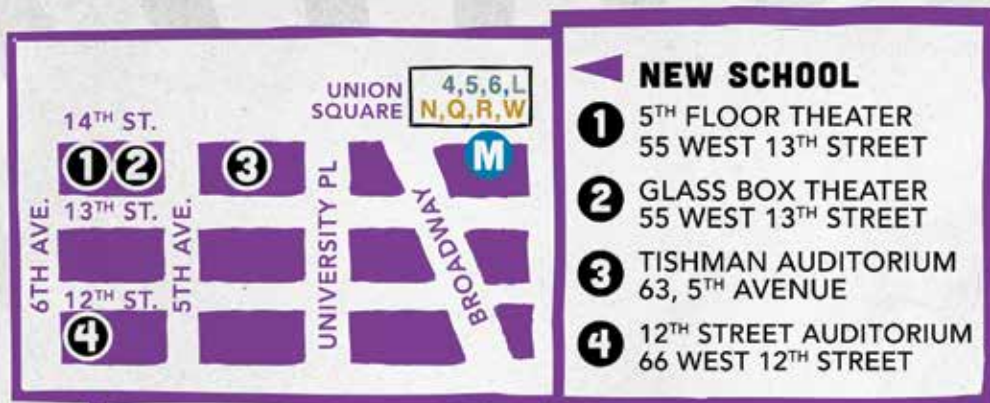 14TH ST.
UNION
SQUARE
4,5,6,L
N,Q,R,W
M
1 2
3
13TH ST.
6TH AVE.
5TH AVE.
UNIVERSITY PL
BROADWAY
12TH ST.
4
NEW SCHOOL
1 5TH FLOOR THEATER
55 WEST 13TH STREET
2 GLASS BOX THEATER
55 WEST 13TH STREET
3 TISHMAN AUDITORIUM
63, 5TH AVENUE
4 12TH STREET AUDITORIUM
66 WEST 12TH STREET